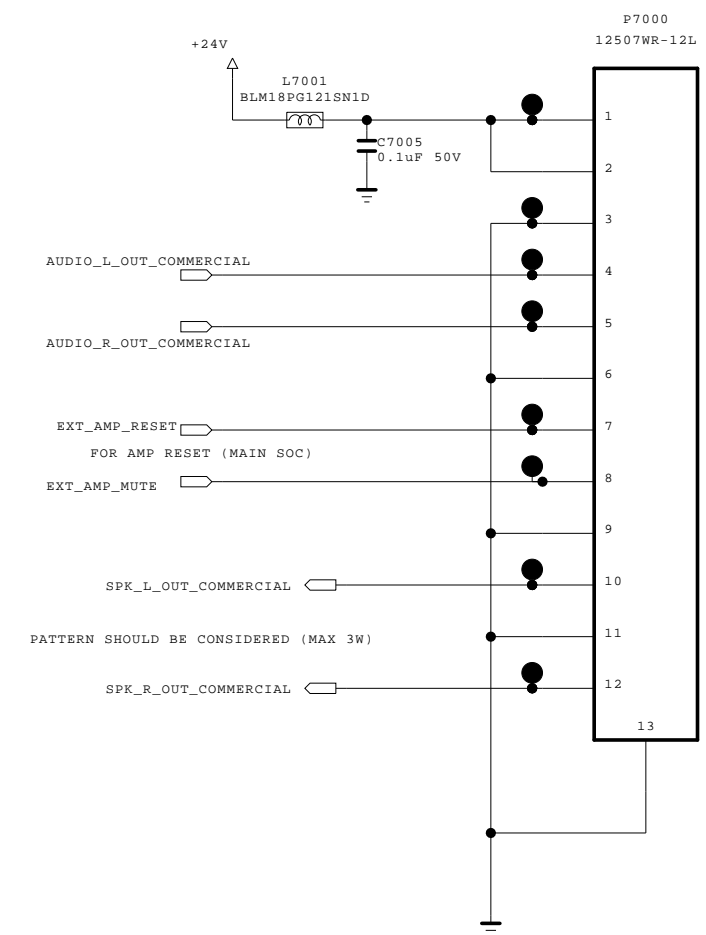 P7000
12507WR-12L
+24V
L7001
BLM18PG121SN1D
1
C7005
0.1uF 50V
2
3
AUDIO_L_OUT_COMMERCIAL
4
5
AUDIO_R_OUT_COMMERCIAL
6
EXT_AMP_RESET
7
FOR AMP RESET (MAIN SOC)
EXT_AMP_MUTE
8
9
SPK_L_OUT_COMMERCIAL
10
PATTERN SHOULD BE CONSIDERED (MAX 3W)
11
SPK_R_OUT_COMMERCIAL
12
13